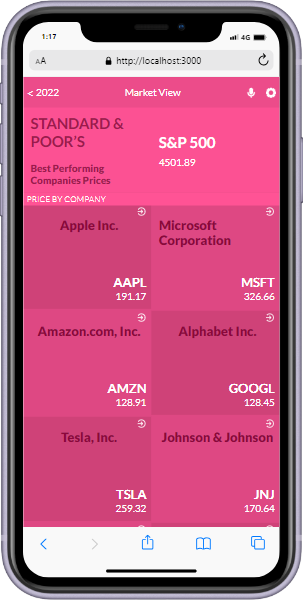 1:17
4G
AA
http://localhost:3000
< 2022
Market View
STANDARD &
POOR'S
S&P 500
4501.89
Best Performing
Companies Prices
PRICE BY COMPANY
Apple Inc.
AAPL
191.17
Microsoft
Corporation
MSFT
326.66
Amazon.com, Inc.
AMZN
128.91
Alphabet Inc.
GOOGL
128.45
Tesla, Inc.
TSLA
259.32
Johnson & Johnson
JNJ
170.64